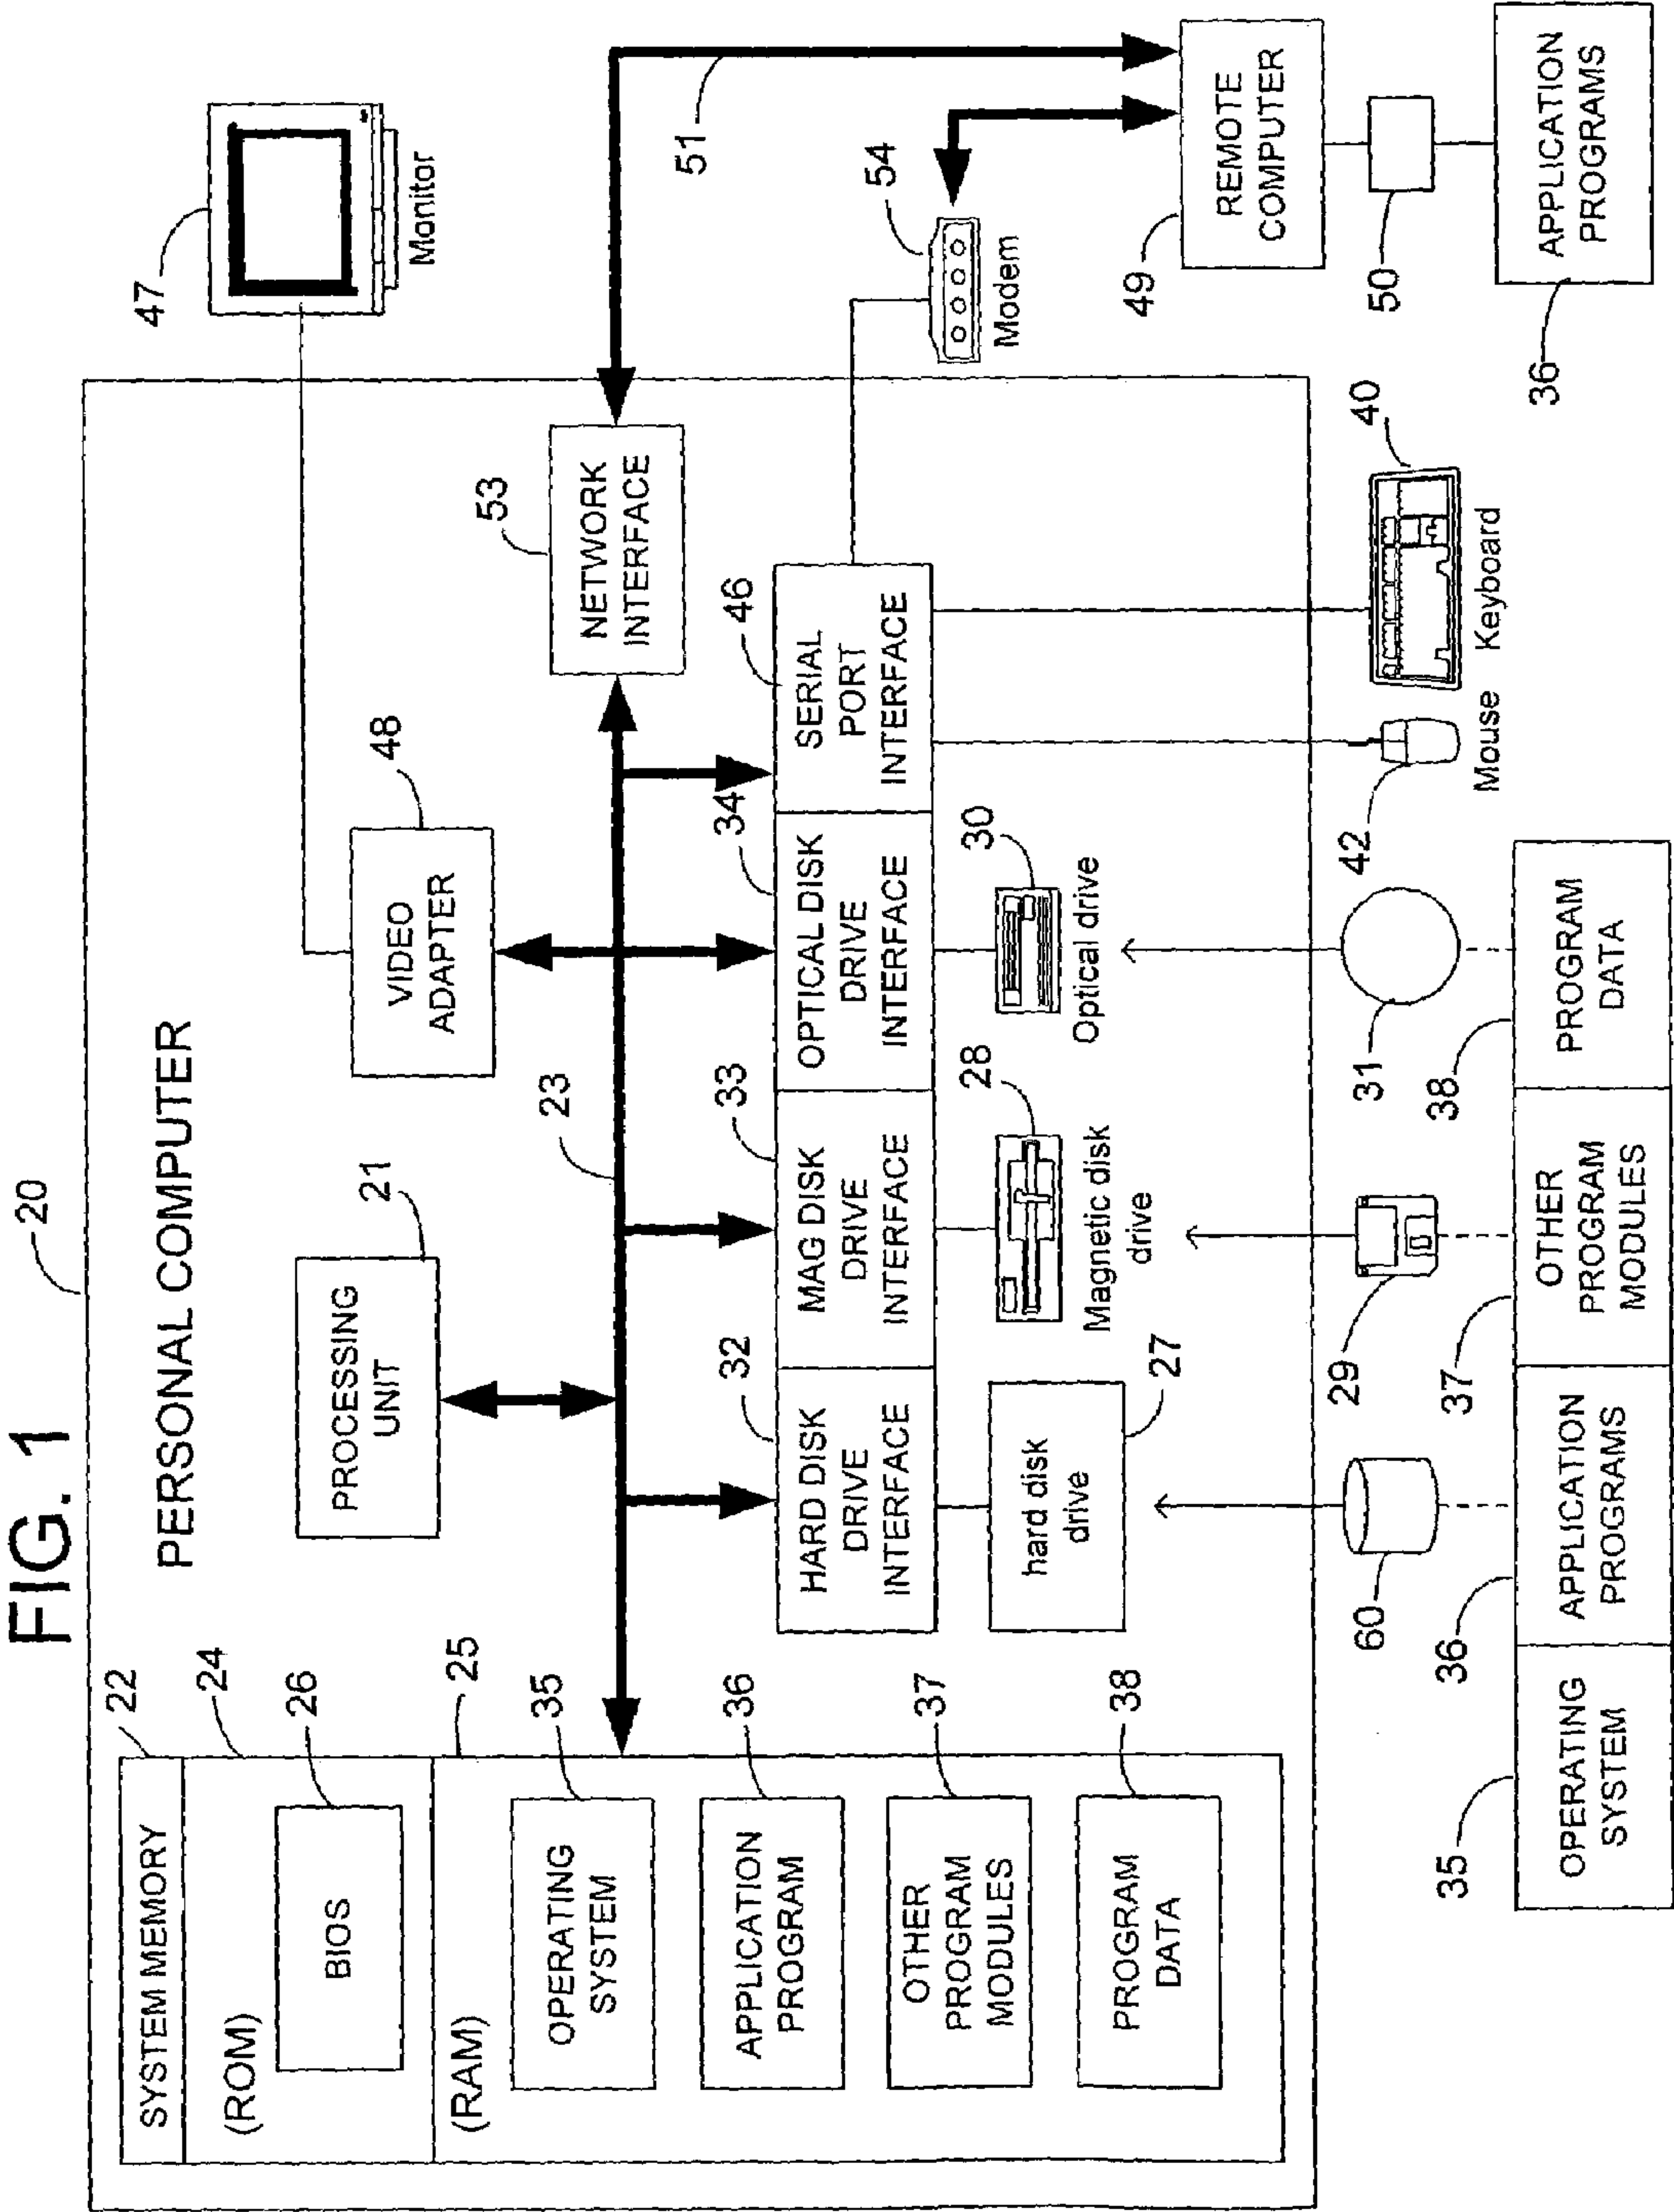 FIG. 1
20
PERSONAL COMPUTER
22
SYSTEM MEMORY
24
(ROM)
26
BIOS
25
(RAM)
35
OPERATING
SYSTEM
36
APPLICATION
PROGRAM
37
OTHER
PROGRAM
MODULES
38
PROGRAM
DATA
21
PROCESSING
UNIT
23
48
VIDEO
ADAPTER
47
Monitor
53
NETWORK
INTERFACE
51
32
HARD DISK
DRIVE
INTERFACE
33
MAG DISK
DRIVE
INTERFACE
34
OPTICAL DISK
DRIVE
INTERFACE
46
SERIAL
PORT
INTERFACE
hard disk
drive
27
28
Magnetic disk
drive
30
Optical drive
54
Modem
49
REMOTE
COMPUTER
50
36
APPLICATION
PROGRAMS
60
29
31
42
Mouse
40
Keyboard
35
OPERATING
SYSTEM
36
APPLICATION
PROGRAMS
37
OTHER
PROGRAM
MODULES
38
PROGRAM
DATA